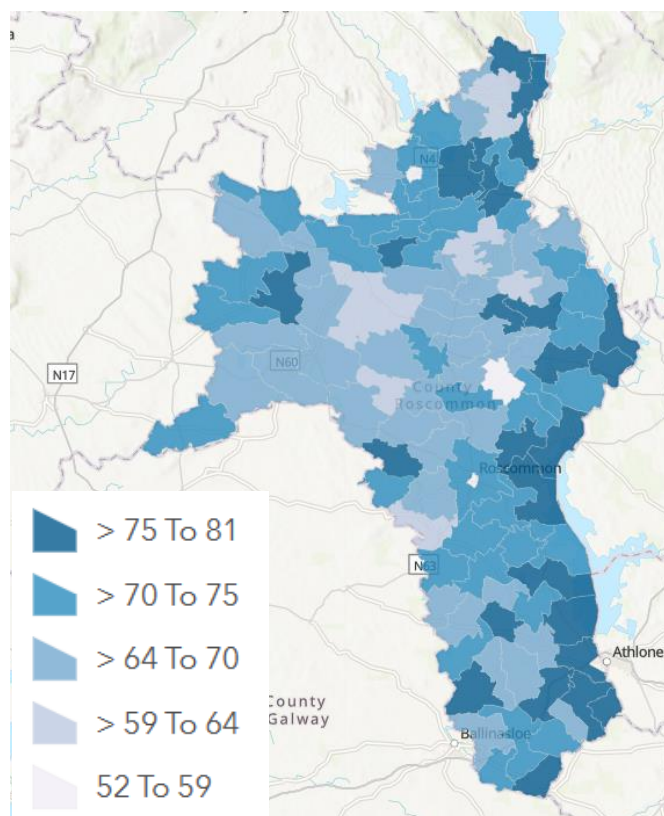 a
N4
N17
N60
County
Roscommon
Roscommon
> 75 To 81
> 70 To 75
N63
> 64 To 70
Athlone
County
Galway
> 59 To 64
Ballinasloe
52 To 59